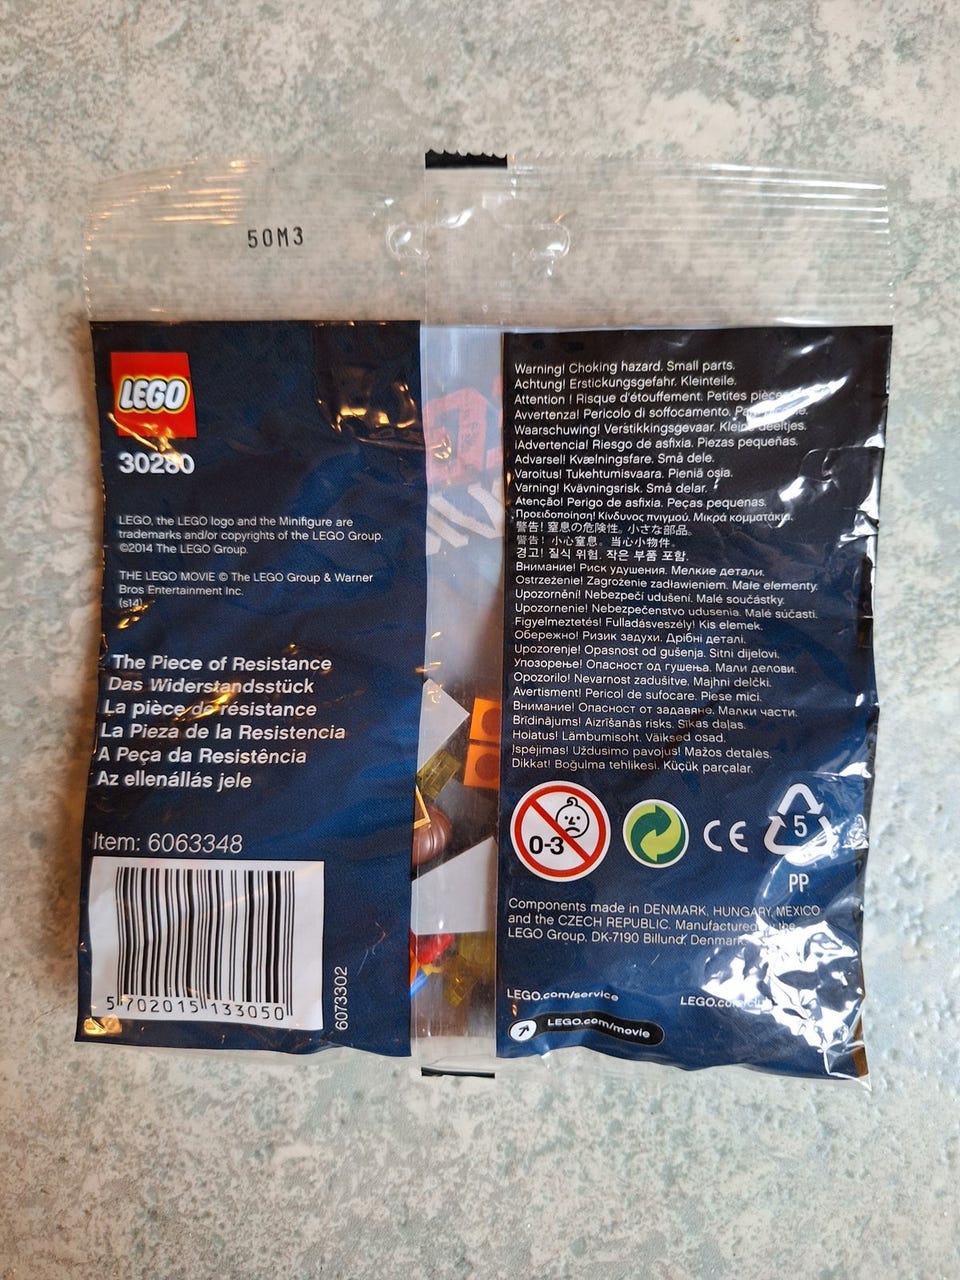 50M3
LEGO
30280
LEGO, the LEGO logo and the Minifigure are
trademarks and/or copyrights of the LEGO Group.
©2014 The LEGO Group.
THE LEGO MOVIE © The LEGO Group & Warner
Bros Entertainment Inc.
(s14)
The Piece of Resistance
Das Widerstandsstück
La pièce de résistance
La Pieza de la Resistencia
A Peça da Resistência
Az ellenállás jele
Item: 6063348
5 702015 133050
6073302
Warning! Choking hazard. Small parts.
Achtung! Erstickungsgefahr. Kleinteile.
Attention ! Risque d'étouffement. Petites pièces.
Avvertenza! Pericolo di soffocamento.
Waarschuwing! Verstikkingsgevaar. Kleine deeltjes.
¡Advertencia! Riesgo de asfixia. Piezas pequeñas.
Advarsel! Kvælningsfare. Små dele.
Varoitus! Tukehtumisvaara. Pieniä osia.
Varning! Kvävningsrisk. Små delar.
Atenção! Perigo de asfixia. Peças pequenas.
Προειδοποίηση! Κίνδυνος πνιγμού. Μικρά κομματάκια.
警告! 窒息の危険性。小さな部品。
警告! 小心窒息。当心小物件。
경고! 질식 위험. 작은 부품 포함.
Внимание! Риск удушения. Мелкие детали.
Ostrzeżenie! Zagrożenie zadławieniem. Małe elementy.
Upozornění! Nebezpečí udušení. Malé součástky.
Upozornenie! Nebezpečenstvo udusenia. Malé súčasti.
Figyelmeztetés! Fulladásveszély! Kis elemek.
Обережно! Ризик задухи. Дрібні деталі.
Upozorenje! Opasnost od gušenja. Sitni dijelovi.
Упозорење! Опасност од гушења. Мали делови.
Opozorilo! Nevarnost zadušitve. Majhni delčki.
Avertisment! Pericol de sufocare. Piese mici.
Внимание! Опасност от задавяне. Малки части.
Brīdinājums! Aizrīšanās risks. Sīkas daļas.
Hoiatus! Lämbumisoht. Väiksed osad.
Įspėjimas! Uždusimo pavojus! Mažos detalės.
Dikkat! Boğulma tehlikesi. Küçük parçalar.
0-3
CE
5
PP
Components made in DENMARK, HUNGARY, MEXICO
and the CZECH REPUBLIC. Manufactured by the
LEGO Group, DK-7190 Billund, Denmark
LEGO.com/service
LEGO.com/club
LEGO.com/movie